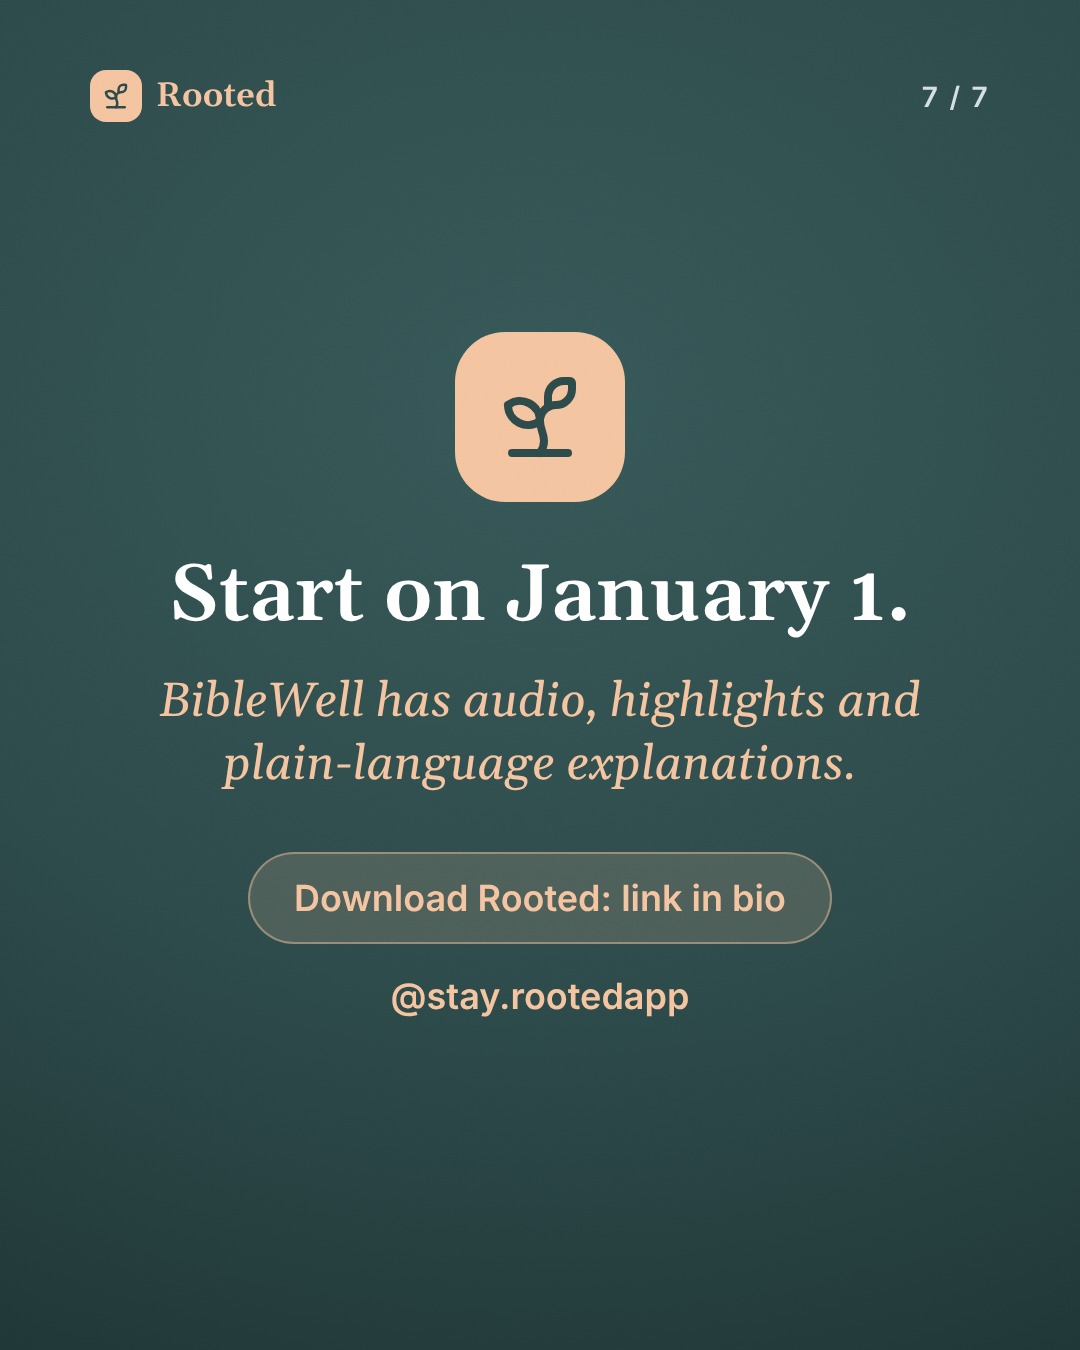 Rooted
7 / 7
Start on January 1.
BibleWell has audio, highlights and
plain-language explanations.
Download Rooted: link in bio
@stay.rootedapp